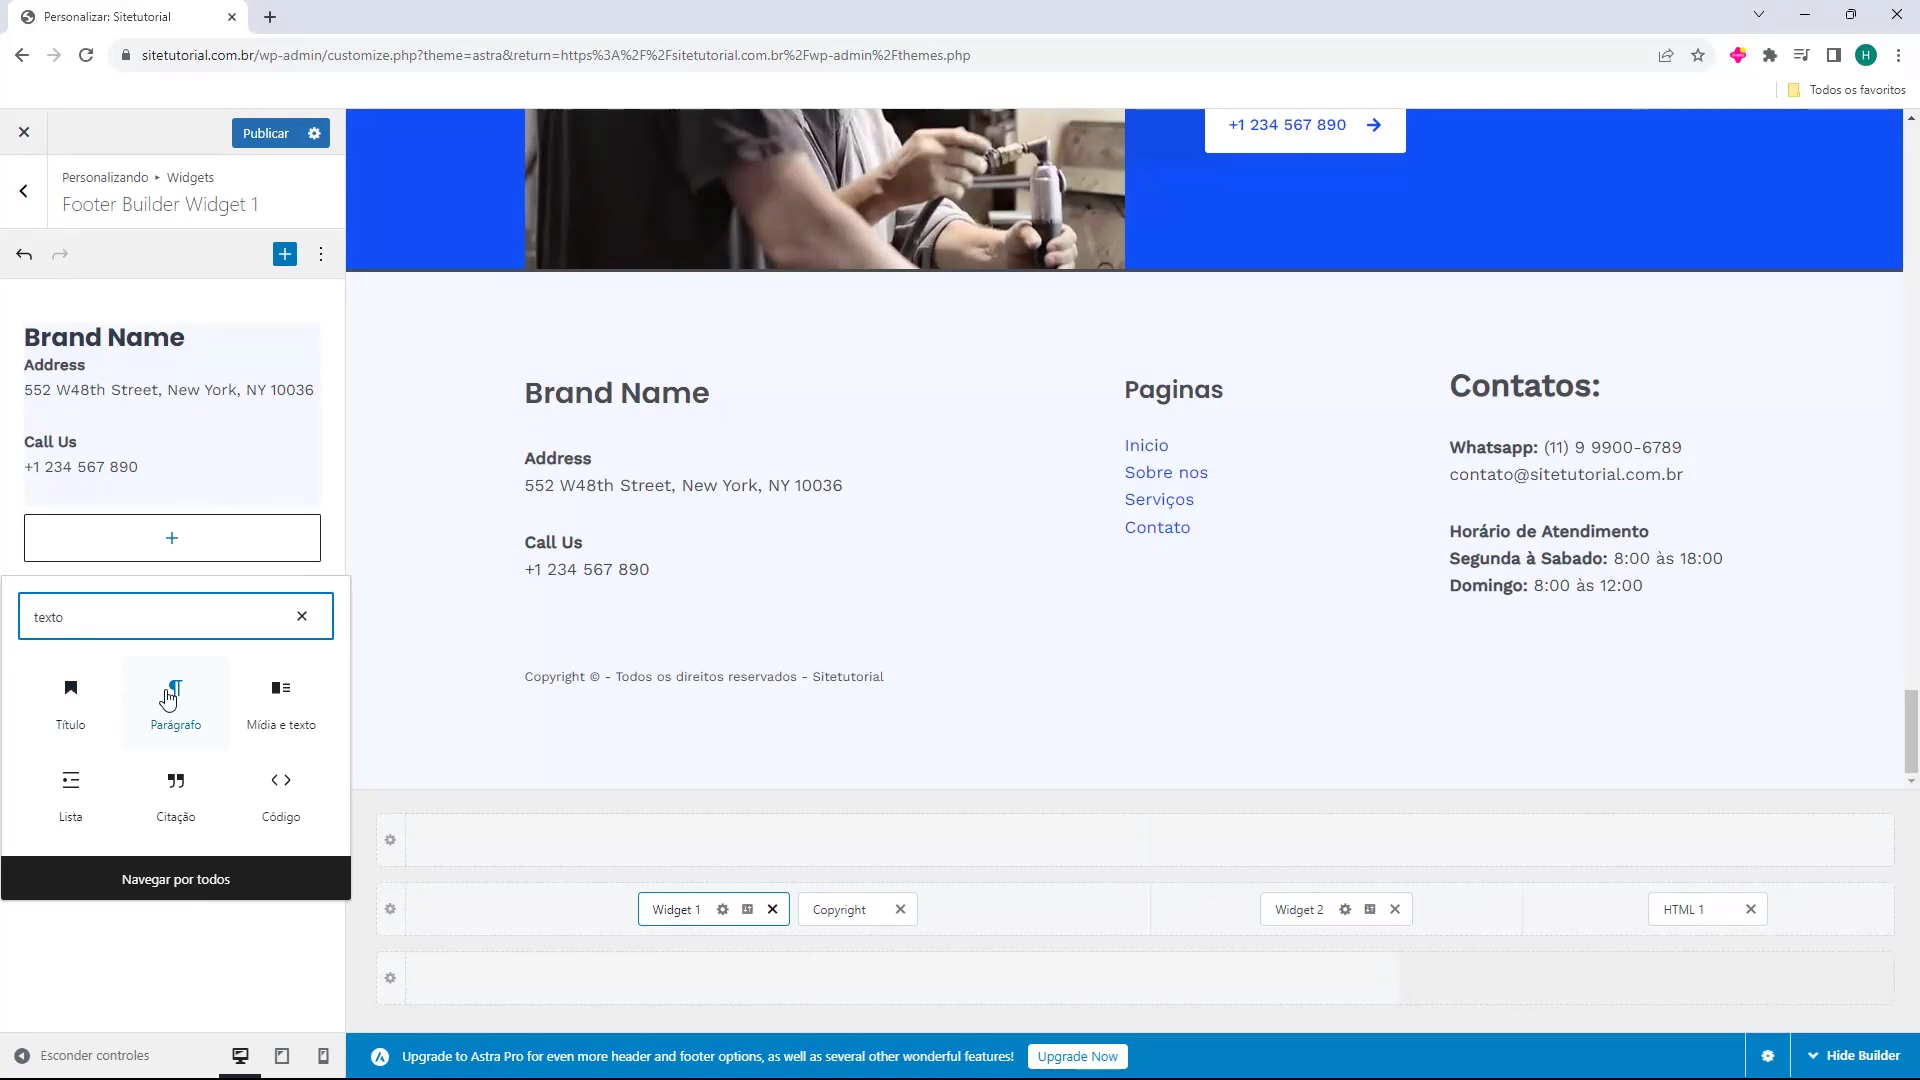 Personalizar: Sitetutorial
sitetutorial.com.br/wp-admin/customize.php?theme=astra&return=https%3A%2F%2Fsitetutorial.com.br%2Fwp-admin%2Fthemes.php
H
Todos os favoritos
Publicar
Personalizando ▸ Widgets
Footer Builder Widget 1
Brand Name
Address
552 W48th Street, New York, NY 10036
Call Us
+1 234 567 890
texto
Título
Parágrafo
Mídia e texto
Lista
Citação
Código
Navegar por todos
Esconder controles
+1 234 567 890
Brand Name
Address
552 W48th Street, New York, NY 10036
Call Us
+1 234 567 890
Copyright © - Todos os direitos reservados - Sitetutorial
Paginas
Inicio
Sobre nos
Serviços
Contato
Contatos:
Whatsapp: (11) 9 9900-6789
contato@sitetutorial.com.br
Horário de Atendimento
Segunda à Sabado: 8:00 às 18:00
Domingo: 8:00 às 12:00
Widget 1
Copyright
Widget 2
HTML 1
Upgrade to Astra Pro for even more header and footer options, as well as several other wonderful features!
Upgrade Now
Hide Builder